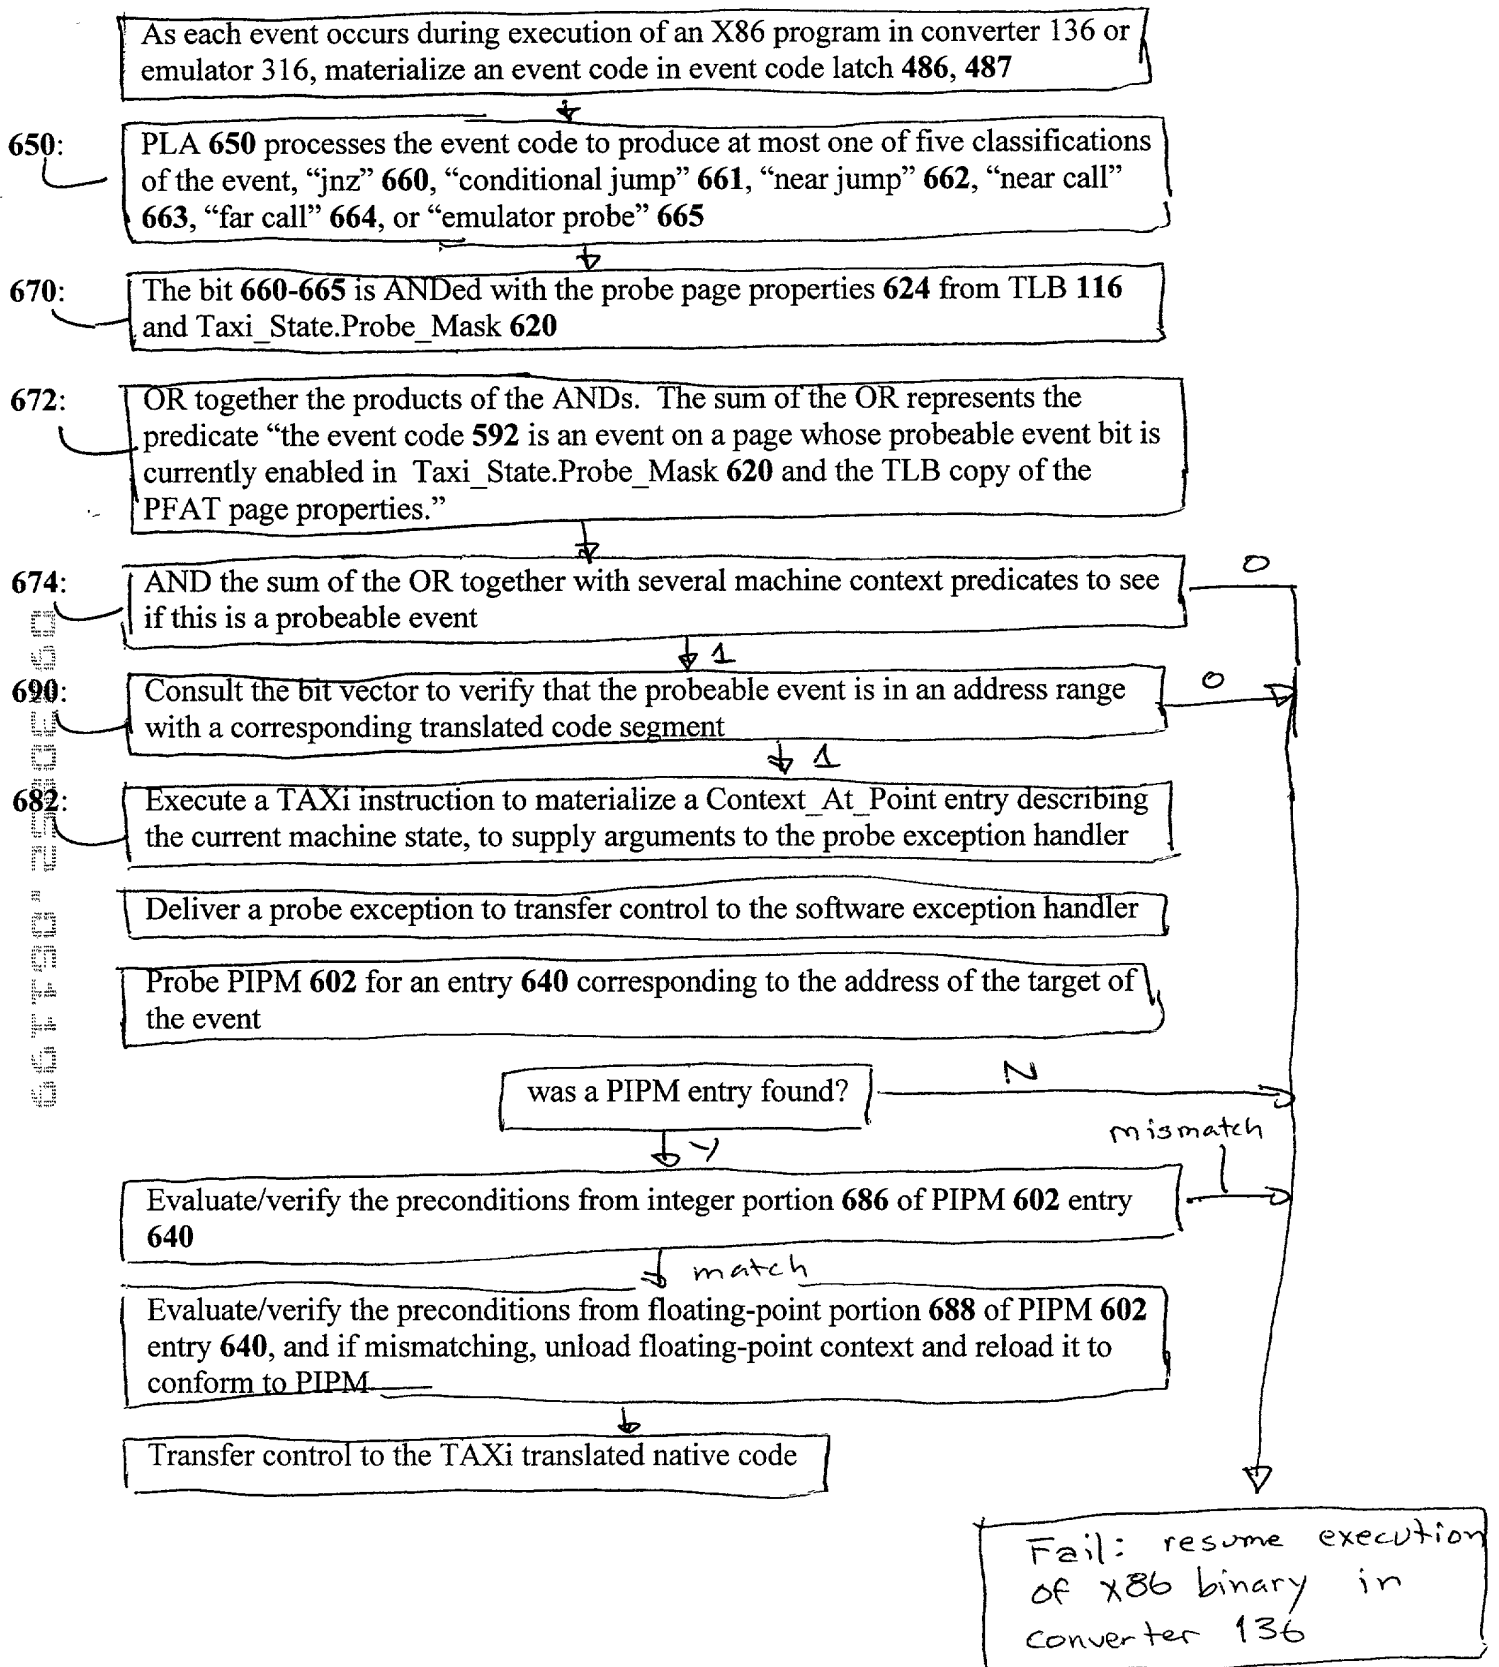 As each event occurs during execution of an X86 program in converter 136 or
emulator 316, materialize an event code in event code latch 486, 487
650:
PLA 650 processes the event code to produce at most one of five classifications
of the event, “jnz” 660, “conditional jump” 661, “near jump” 662, “near call”
663, “far call” 664, or “emulator probe” 665
670:
The bit 660-665 is ANDed with the probe page properties 624 from TLB 116
and Taxi_State.Probe_Mask 620
672:
OR together the products of the ANDs. The sum of the OR represents the
predicate “the event code 592 is an event on a page whose probeable event bit is
currently enabled in Taxi_State.Probe_Mask 620 and the TLB copy of the
PFAT page properties.”
674:
AND the sum of the OR together with several machine context predicates to see
if this is a probeable event
0
1
690:
Consult the bit vector to verify that the probeable event is in an address range
with a corresponding translated code segment
0
1
682:
Execute a TAXi instruction to materialize a Context_At_Point entry describing
the current machine state, to supply arguments to the probe exception handler
Deliver a probe exception to transfer control to the software exception handler
Probe PIPM 602 for an entry 640 corresponding to the address of the target of
the event
was a PIPM entry found?
N
Y
mismatch
Evaluate/verify the preconditions from integer portion 686 of PIPM 602 entry
640
match
Evaluate/verify the preconditions from floating-point portion 688 of PIPM 602
entry 640, and if mismatching, unload floating-point context and reload it to
conform to PIPM
Transfer control to the TAXi translated native code
Fail: resume execution
of X86 binary in
converter 136